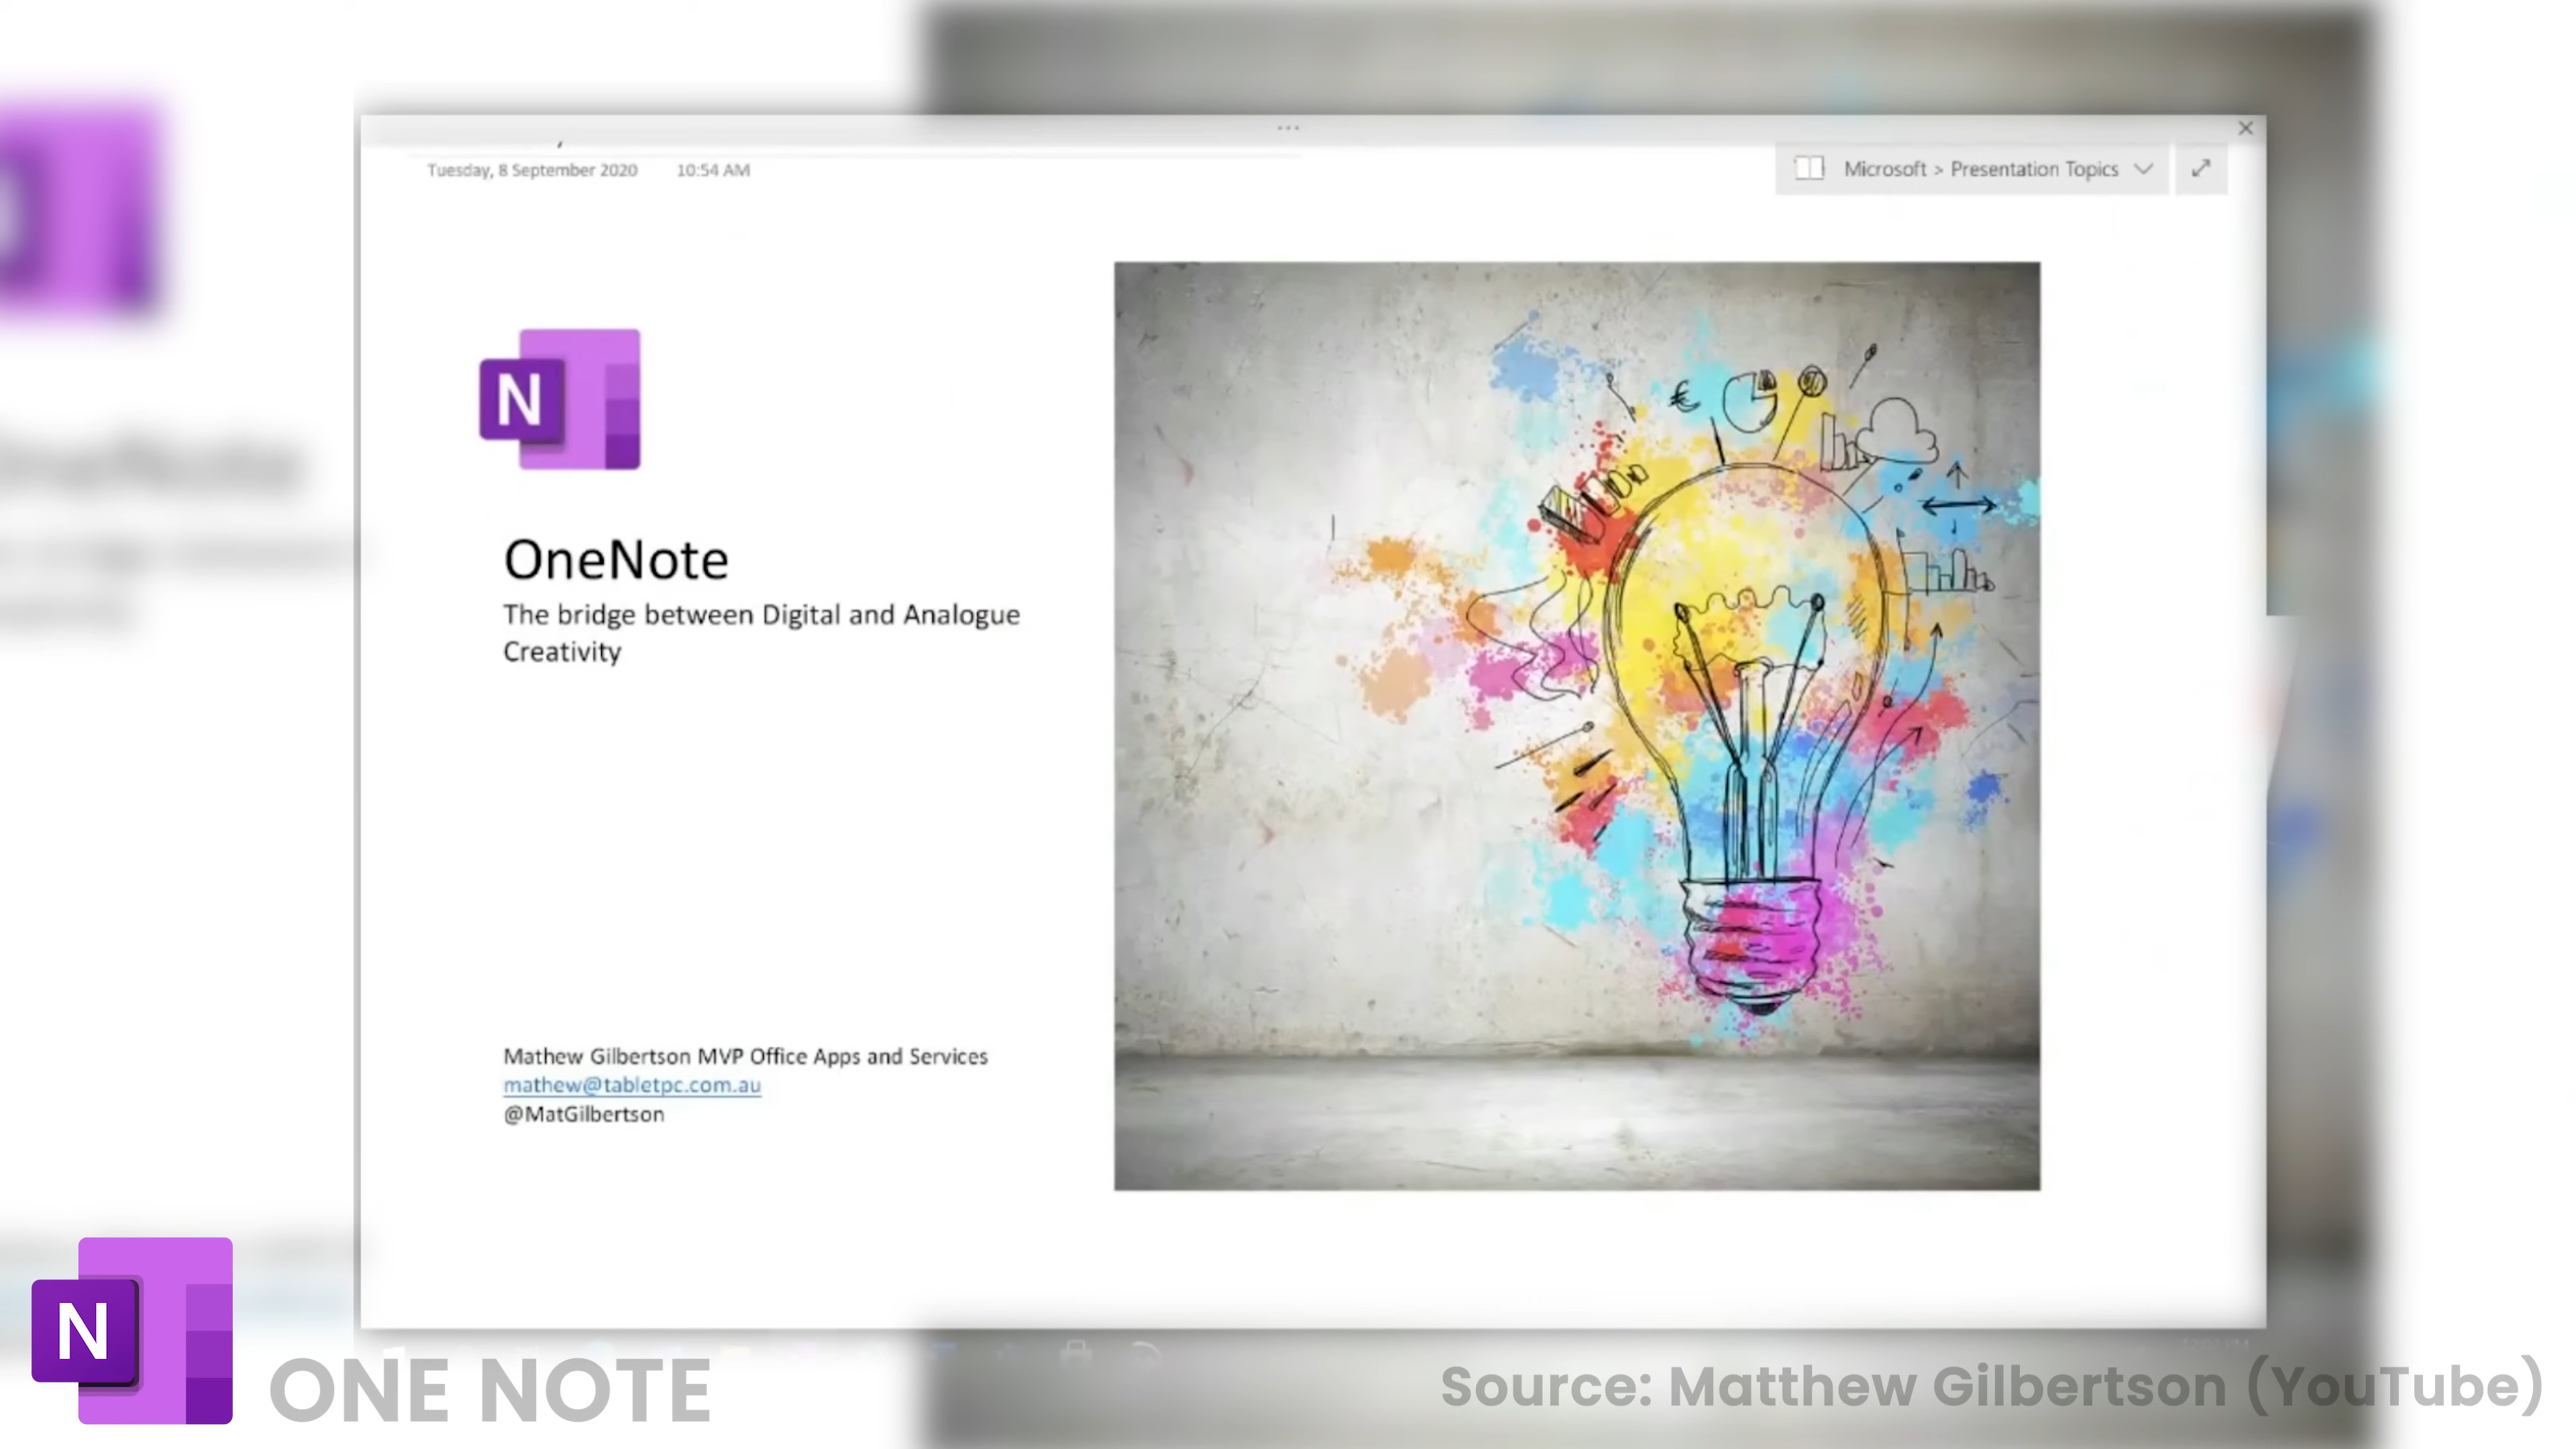 Tuesday, 8 September 2020 10:54 AM
Microsoft > Presentation Topics
N
OneNote
The bridge between Digital and Analogue
Creativity
Mathew Gilbertson MVP Office Apps and Services
mathew@tabletpc.com.au
@MatGilbertson
N
ONE NOTE
Source: Matthew Gilbertson (YouTube)